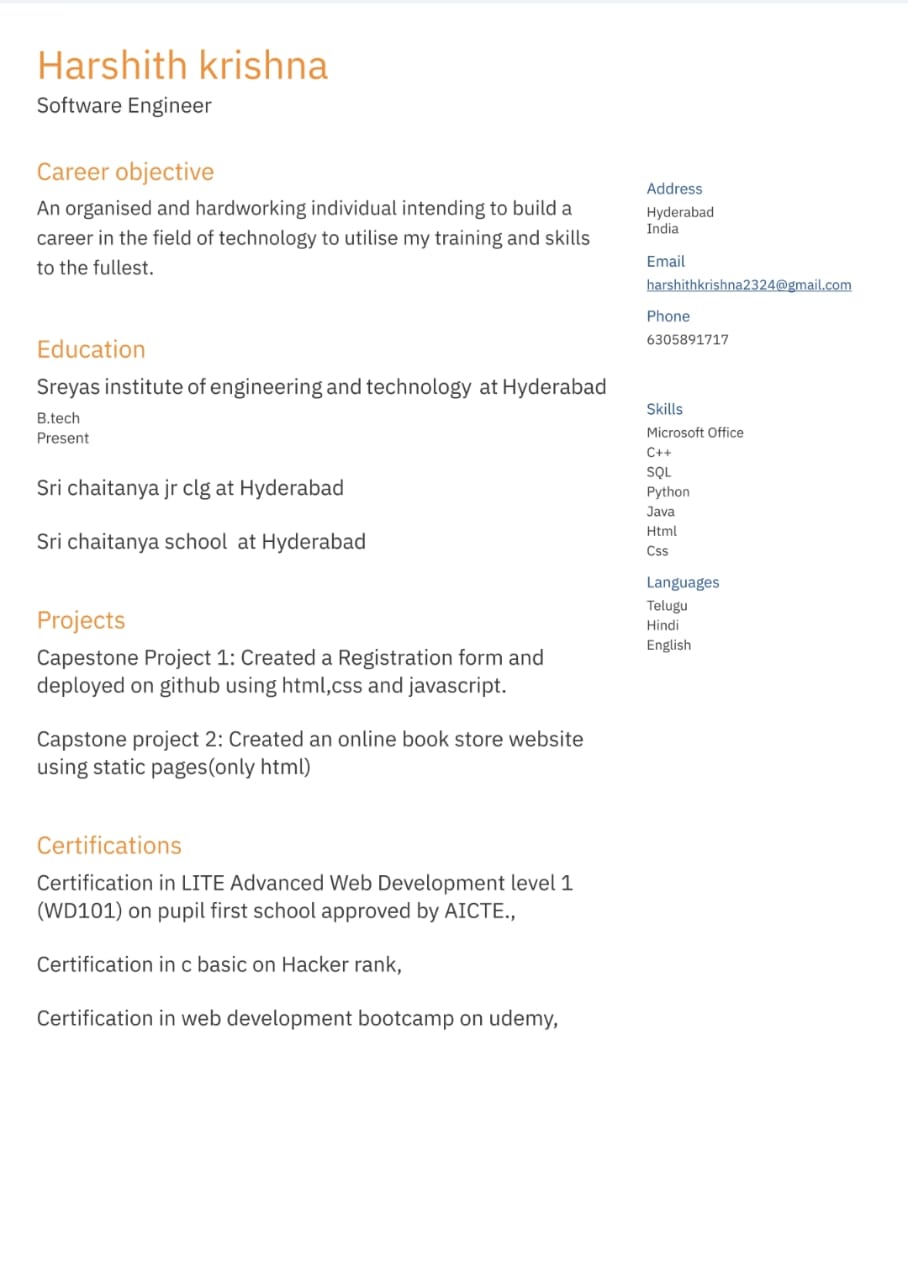 Harshith krishna
Software Engineer
Career objective
An organised and hardworking individual intending to build a
career in the field of technology to utilise my training and skills
to the fullest.
Education
Sreyas institute of engineering and technology at Hyderabad
B.tech
Present
Sri chaitanya jr clg at Hyderabad
Sri chaitanya school at Hyderabad
Projects
Capestone Project 1: Created a Registration form and
deployed on github using html,css and javascript.
Capstone project 2: Created an online book store website
using static pages(only html)
Certifications
Certification in LITE Advanced Web Development level 1
(WD101) on pupil first school approved by AICTE.,
Certification in c basic on Hacker rank,
Certification in web development bootcamp on udemy,
Address
Hyderabad
India
Email
harshithkrishna2324@gmail.com
Phone
6305891717
Skills
Microsoft Office
C++
SQL
Python
Java
Html
Css
Languages
Telugu
Hindi
English